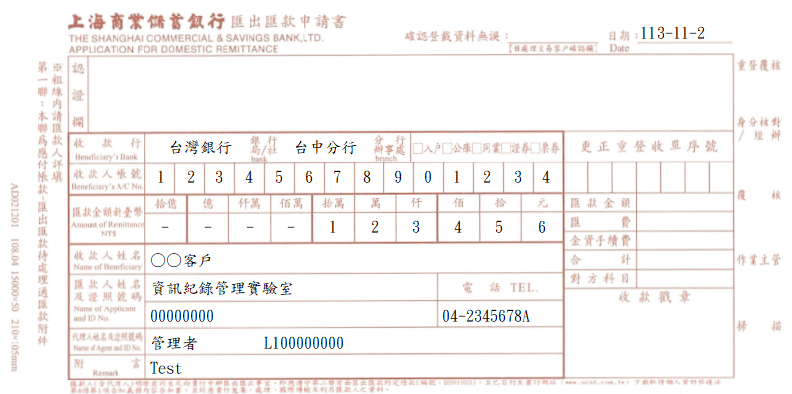 上海商業儲蓄銀行 匯出匯款申請書
THE SHANGHAI COMMERCIAL & SAVINGS BANK,LTD.
APPLICATION FOR DOMESTIC REMITTANCE
確認登載資料無誤：
【匯處理交易客戶確認欄】
日期：113-11-2
Date
認證欄
收款行 台灣銀行 銀行局/社 台中分行 分行辦事處 □入戶□公庫□同業□證券□票券
Beneficiary's Bank bank branch
收款人帳號 1 2 3 4 5 6 7 8 9 0 1 2 3 4
Beneficiary's A/C No.
匯款金額新臺幣 拾億 億 仟萬 佰萬 拾萬 萬 仟 佰 拾 元
Amount of Remittance NT$ - - - - 1 2 3 4 5 6
收款人姓名 ○○客戶
Name of Beneficiary
匯款人姓名及證照號碼 資訊紀錄管理實驗室 電話 TEL.
Name of Applicant and ID No. 00000000 04-2345678A
代理人姓名及證照號碼 管理者 L100000000
Name of Agent and ID No.
附言 Test
Remark
更正重登收單序號
匯款金額
匯費
金資手續費
合計
對方科目
收款戳章
重登覆核
身分核對/經辦
覆核
作業主管
掃描
※粗線內請匯款人詳填
第一聯：本聯為應付帳款-匯出匯款待處理過匯款附件
AD021201 108.04 15000×50 210×105mm